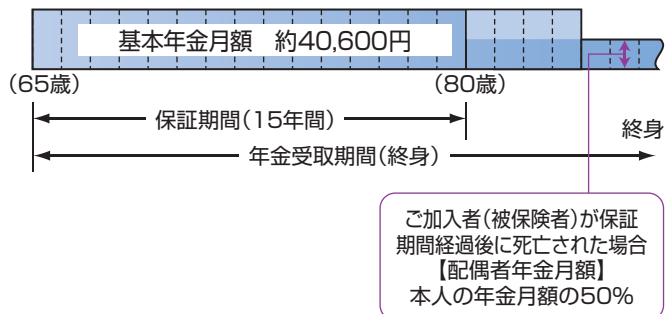 基本年金月額 約40,600円
(65歳)
(80歳)
保証期間(15年間)
終身
年金受取期間(終身)
ご加入者(被保険者)が保証
期間経過後に死亡された場合
【配偶者年金月額】
本人の年金月額の50%